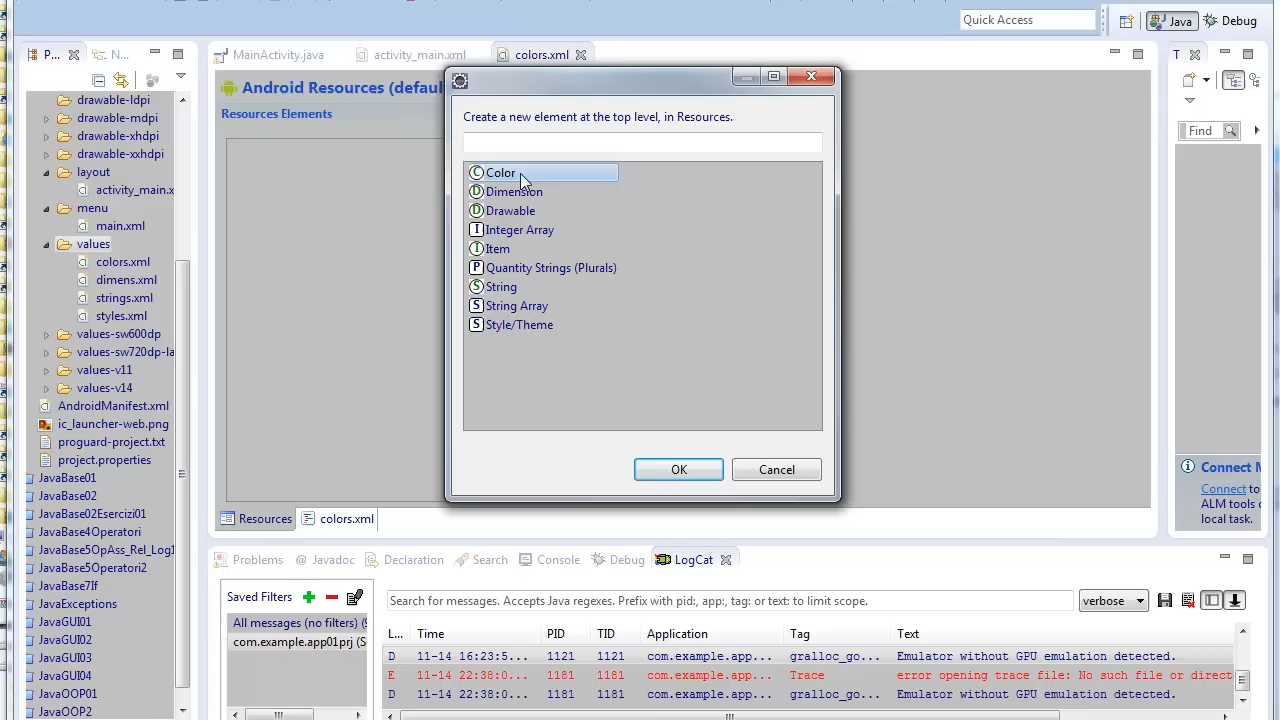 Quick Access
Java
Debug
P...
N...
MainActivity.java
activity_main.xml
colors.xml
T
drawable-ldpi
drawable-mdpi
drawable-xhdpi
drawable-xxhdpi
layout
activity_main.x
menu
main.xml
values
colors.xml
dimens.xml
strings.xml
styles.xml
values-sw600dp
values-sw720dp-la
values-v11
values-v14
AndroidManifest.xml
ic_launcher-web.png
proguard-project.txt
project.properties
JavaBase01
JavaBase02
JavaBase02Esercizi01
JavaBase4Operatori
JavaBase5OpAss_Rel_Log1
JavaBase5Operatori2
JavaBase7If
JavaExceptions
JavaGUI01
JavaGUI02
JavaGUI03
JavaGUI04
JavaOOP01
JavaOOP2
Android Resources (defaul
Resources Elements
Create a new element at the top level, in Resources.
C Color
D Dimension
D Drawable
I Integer Array
I Item
P Quantity Strings (Plurals)
S String
S String Array
S Style/Theme
OK
Cancel
Resources
colors.xml
Find
Connect M
Connect to
ALM tools o
local task.
Problems
@ Javadoc
Declaration
Search
Console
Debug
LogCat
Saved Filters
All messages (no filters) (
com.example.app01prj (S
Search for messages. Accepts Java regexes. Prefix with pid:, app:, tag: or text: to limit scope.
verbose
L... Time PID TID Application Tag Text
D 11-14 16:23:5... 1121 1121 com.example.app... gralloc_go... Emulator without GPU emulation detected.
E 11-14 22:38:0... 1181 1181 com.example.app... Trace error opening trace file: No such file or direct
D 11-14 22:38:0... 1181 1181 com.example.app... gralloc_go... Emulator without GPU emulation detected.